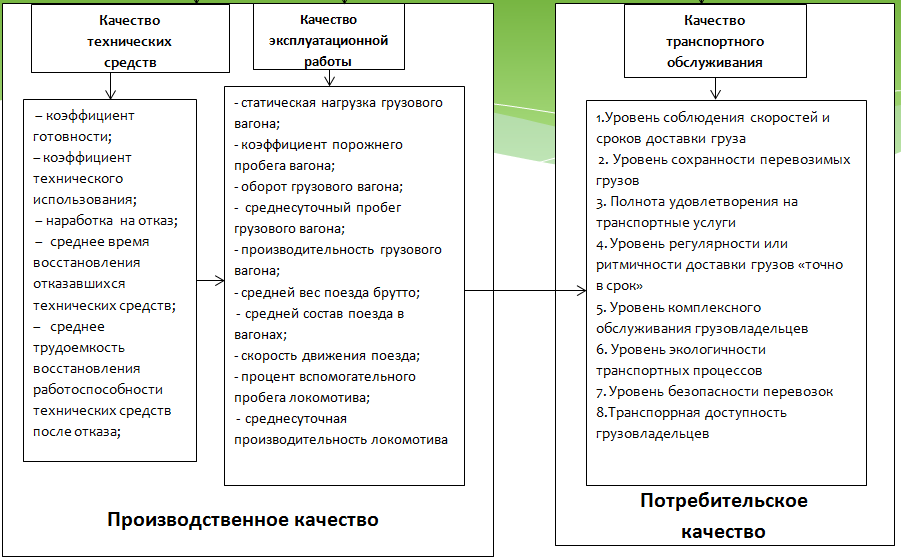 Качество
технических
средств
– коэффициент
готовности;
– коэффициент
технического
использования;
– наработка на отказ;
– среднее время
восстановления
отказавшихся
технических средств;
– среднее
трудоемкость
восстановления
работоспособности
технических средств
после отказа;
Качество
эксплуатационной
работы
- статическая нагрузка грузового
вагона;
- коэффициент порожнего
пробега вагона;
- оборот грузового вагона;
- среднесуточный пробег
грузового вагона;
- производительность грузового
вагона;
- средней вес поезда брутто;
- средней состав поезда в
вагонах;
- скорость движения поезда;
- процент вспомогательного
пробега локомотива;
- среднесуточная
производительность локомотива
Производственное качество
Качество
транспортного
обслуживания
1.Уровень соблюдения скоростей и
сроков доставки груза
2. Уровень сохранности перевозимых
грузов
3. Полнота удовлетворения на
транспортные услуги
4. Уровень регулярности или
ритмичности доставки грузов «точно
в срок»
5. Уровень комплексного
обслуживания грузовладельцев
6. Уровень экологичности
транспортных процессов
7. Уровень безопасности перевозок
8.Транспоррная доступность
грузовладельцев
Потребительское
качество